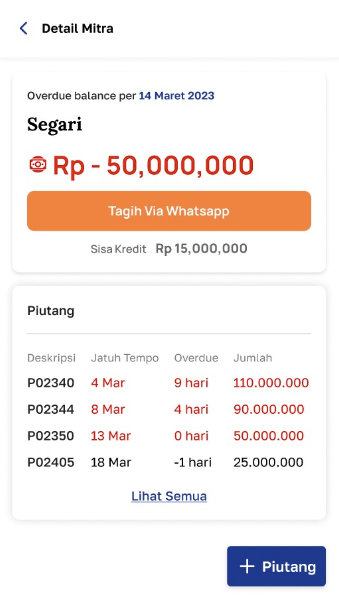 Detail Mitra
Overdue balance per 14 Maret 2023
Segari
Rp - 50,000,000
Tagih Via Whatsapp
Sisa Kredit Rp 15,000,000
Piutang
Deskripsi Jatuh Tempo Overdue Jumlah
P02340 4 Mar 9 hari 110.000.000
P02344 8 Mar 4 hari 90.000.000
P02350 13 Mar 0 hari 50.000.000
P02405 18 Mar -1 hari 25.000.000
Lihat Semua
+ Piutang